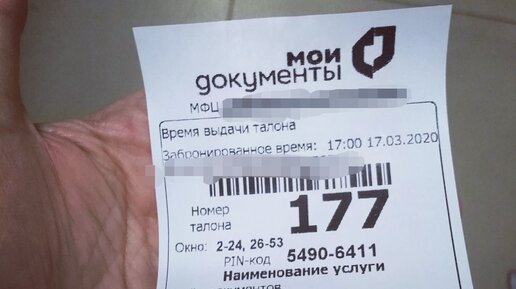 мои
документы
МФЦ
Время выдачи талона
Забронированное время: 17:00 17.03.2020
Номер
талона
177
Окно: 2-24, 26-53
PIN-код 5490-6411
Наименование услуги